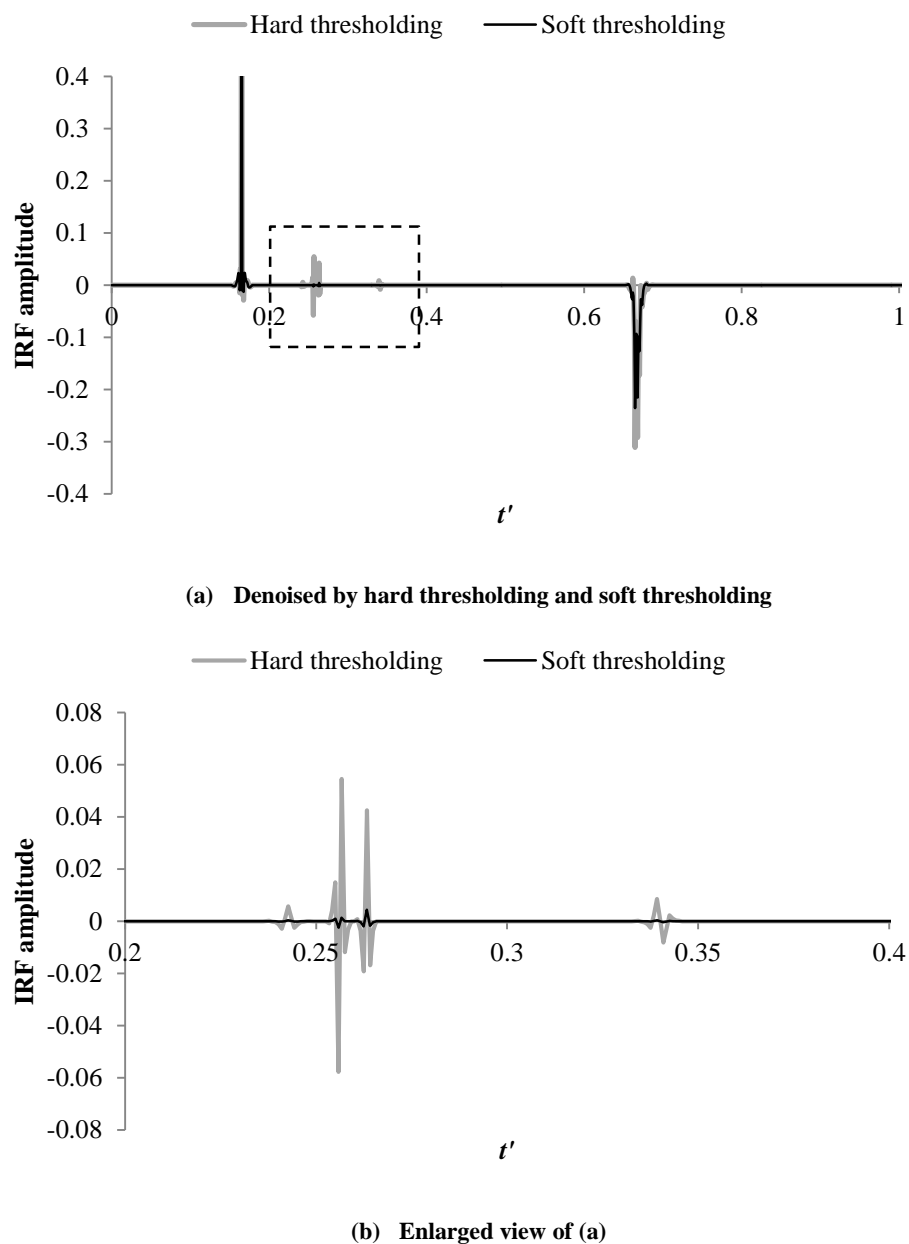 Hard thresholding Soft thresholding
0.4
0.3
0.2
0.1
0
-0.1
-0.2
-0.3
-0.4
IRF amplitude
0 0.2 0.4 0.6 0.8 1
t'
(a) Denoised by hard thresholding and soft thresholding
Hard thresholding Soft thresholding
0.08
0.06
0.04
0.02
0
-0.02
-0.04
-0.06
-0.08
IRF amplitude
0.2 0.25 0.3 0.35 0.4
t'
(b) Enlarged view of (a)